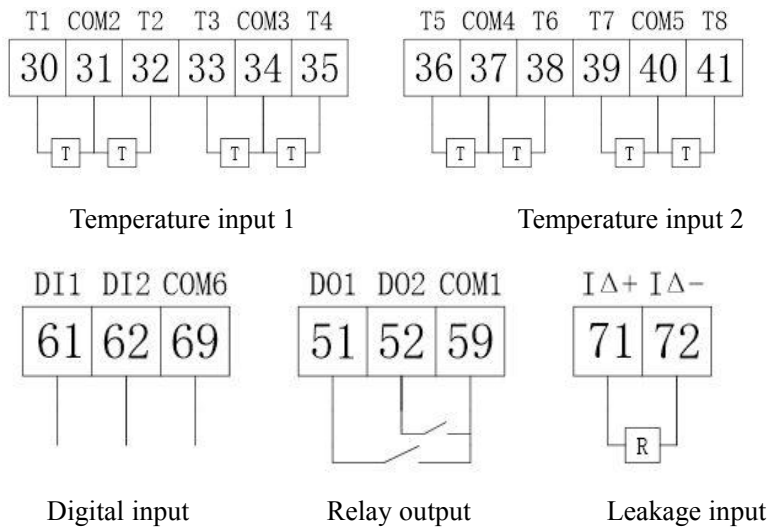 T1 COM2 T2 T3 COM3 T4 T5 COM4 T6 T7 COM5 T8
30 31 32 33 34 35 36 37 38 39 40 41
T T T T T T T T
Temperature input 1 Temperature input 2
DI1 DI2 COM6 DO1 DO2 COM1 IΔ+ IΔ-
61 62 69 51 52 59 71 72
R
Digital input Relay output Leakage input